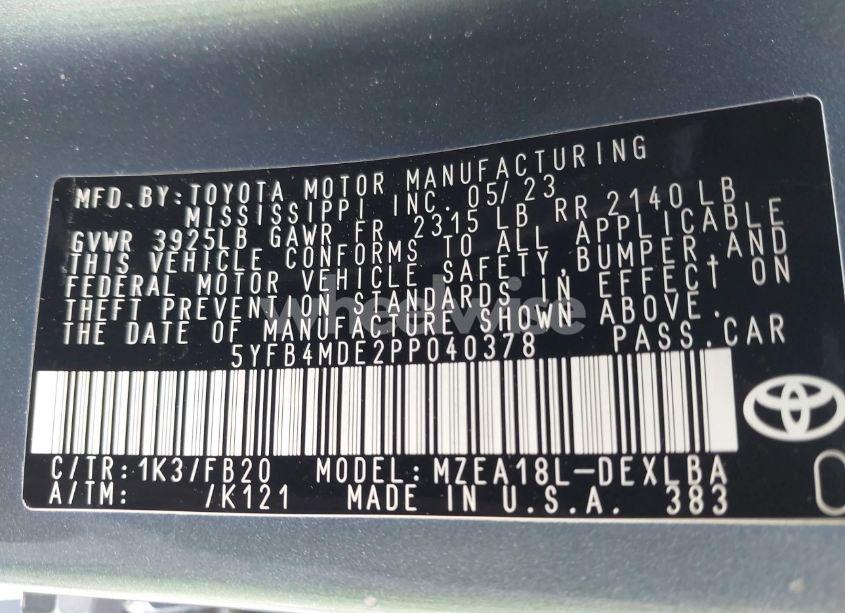 MFD.BY:TOYOTA MOTOR MANUFACTURING
MISSISSIPPI INC. 05/23
GVWR 3925LB GAWR FR 2315 LB RR 2140LB
THIS VEHICLE CONFORMS TO ALL APPLICABLE
FEDERAL MOTOR VEHICLE SAFETY,BUMPER,AND
THEFT PREVENTION STANDARDS IN EFFECT ON
THE DATE OF MANUFACTURE SHOWN ABOVE.
5YFB4MDE2PP040378 PASS.CAR
C/TR:1K3/FB20 MODEL:MZEA18L-DEXLBA
A/TM: /K121 MADE IN U.S.A. 383
wheelwise